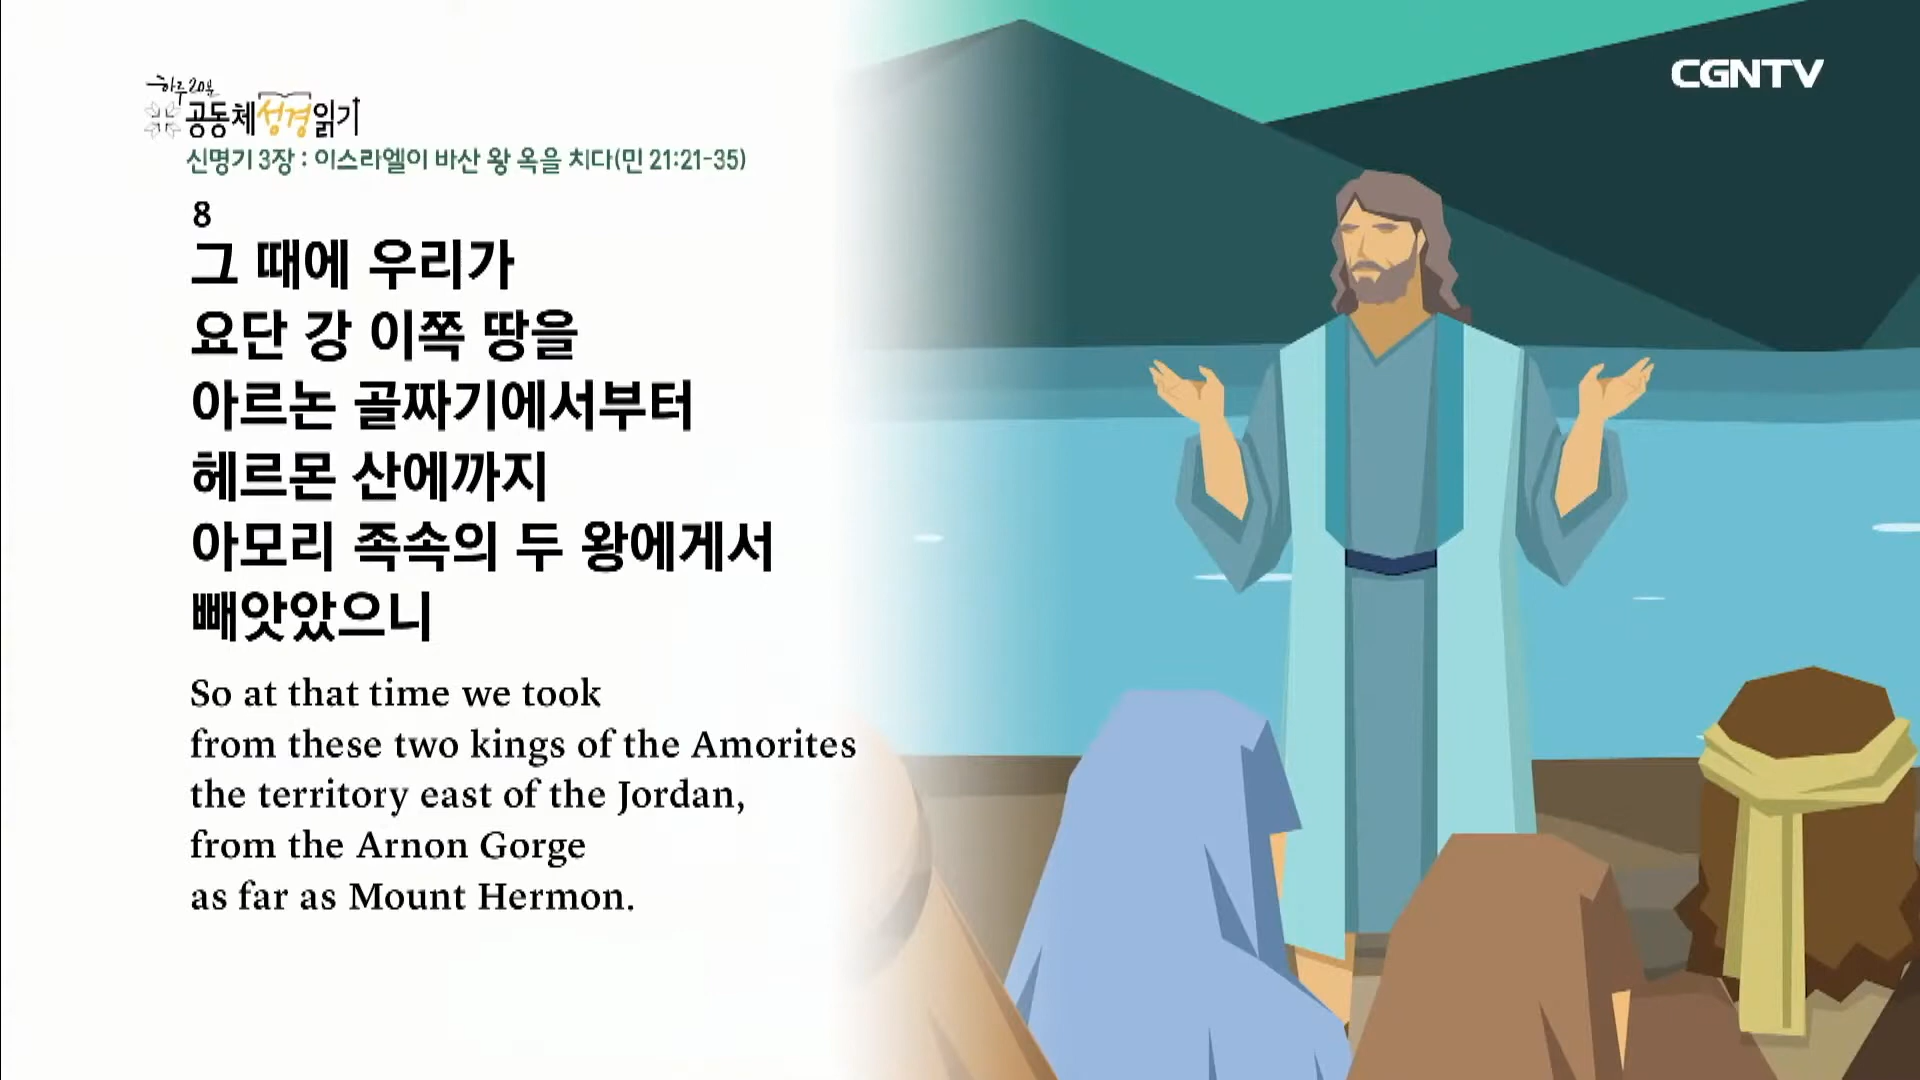 하루 20분
공동체성경읽기
CGNTV
신명기 3장 : 이스라엘이 바산 왕 옥을 치다(민 21:21-35)
8
그 때에 우리가
요단 강 이쪽 땅을
아르논 골짜기에서부터
헤르몬 산에까지
아모리 족속의 두 왕에게서
빼앗았으니
So at that time we took
from these two kings of the Amorites
the territory east of the Jordan,
from the Arnon Gorge
as far as Mount Hermon.